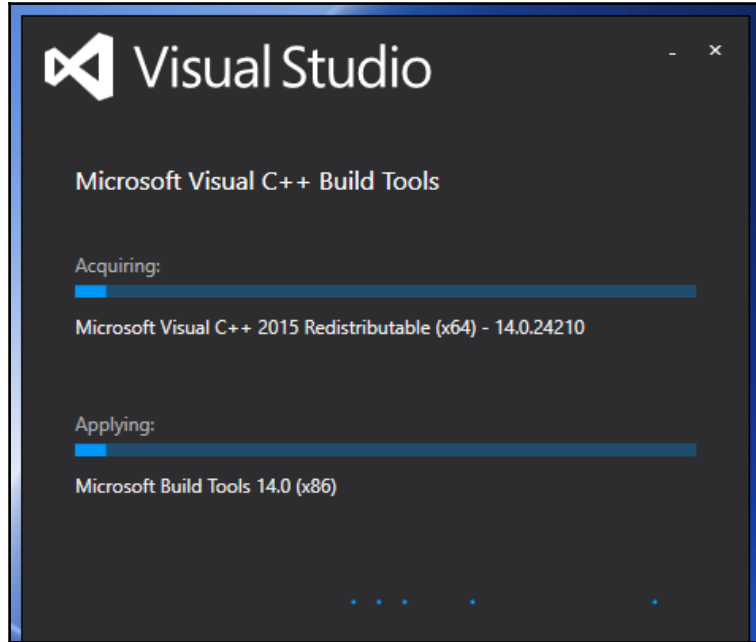 Visual Studio
Microsoft Visual C++ Build Tools
Acquiring:
Microsoft Visual C++ 2015 Redistributable (x64) - 14.0.24210
Applying:
Microsoft Build Tools 14.0 (x86)